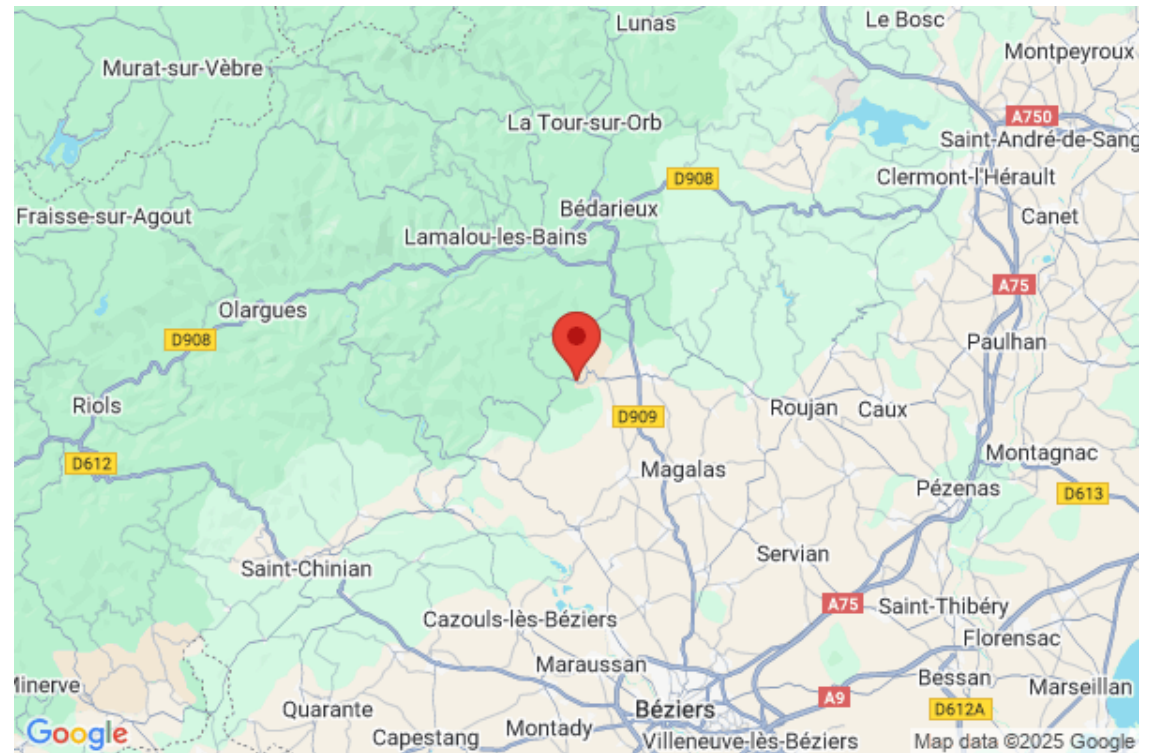 Lunas
Le Bosc
Murat-sur-Vèbre
Montpeyroux
A750
La Tour-sur-Orb
Saint-André-de-Sang
D908
Clermont-l'Hérault
Fraisse-sur-Agout
Bédarieux
Canet
Lamalou-les-Bains
A75
Olargues
D908
Paulhan
Riols
D909
Roujan
Caux
D612
Magalas
Montagnac
Pézenas
D613
Servian
Saint-Chinian
A75
Saint-Thibéry
Cazouls-lès-Béziers
Florensac
Maraussan
Bessan
Minerve
Marseillan
A9
Quarante
Béziers
D612A
Capestang
Montady
Villeneuve-lès-Béziers
Google
Map data ©2025 Google